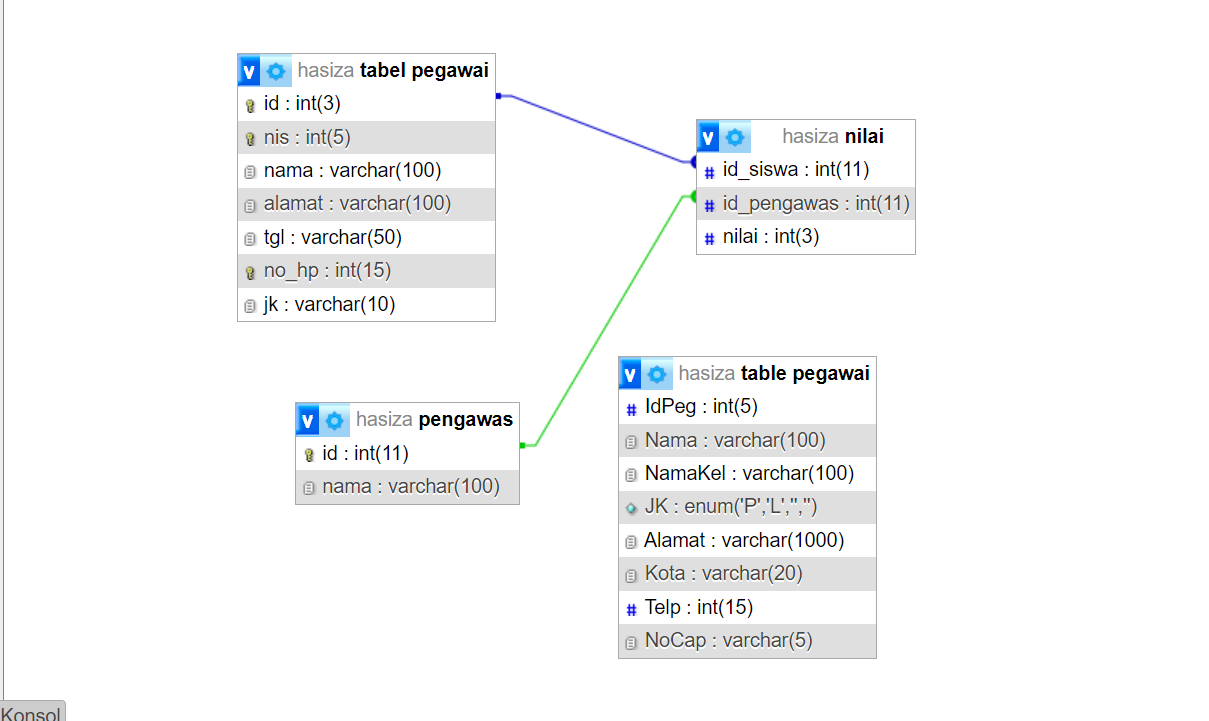 hasiza tabel pegawai
id : int(3)
nis : int(5)
nama : varchar(100)
alamat : varchar(100)
tgl : varchar(50)
no_hp : int(15)
jk : varchar(10)
hasiza nilai
# id_siswa : int(11)
# id_pengawas : int(11)
# nilai : int(3)
hasiza pengawas
id : int(11)
nama : varchar(100)
hasiza table pegawai
# IdPeg : int(5)
Nama : varchar(100)
NamaKel : varchar(100)
JK : enum('P','L','','')
Alamat : varchar(1000)
Kota : varchar(20)
# Telp : int(15)
NoCap : varchar(5)
Konsol